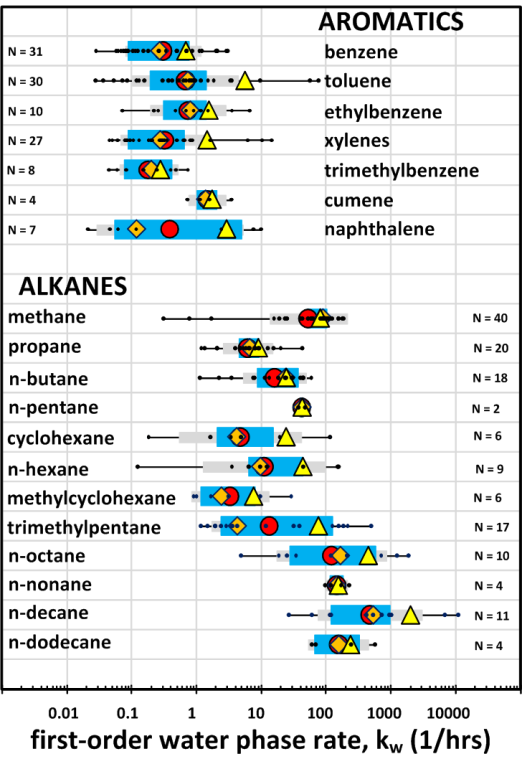 AROMATICS
N = 31 benzene
N = 30 toluene
N = 10 ethylbenzene
N = 27 xylenes
N = 8 trimethylbenzene
N = 4 cumene
N = 7 naphthalene
ALKANES
methane N = 40
propane N = 20
n-butane N = 18
n-pentane N = 2
cyclohexane N = 6
n-hexane N = 9
methylcyclohexane N = 6
trimethylpentane N = 17
n-octane N = 10
n-nonane N = 4
n-decane N = 11
n-dodecane N = 4
0.01 0.1 1 10 100 1000 10000
first-order water phase rate, kw (1/hrs)